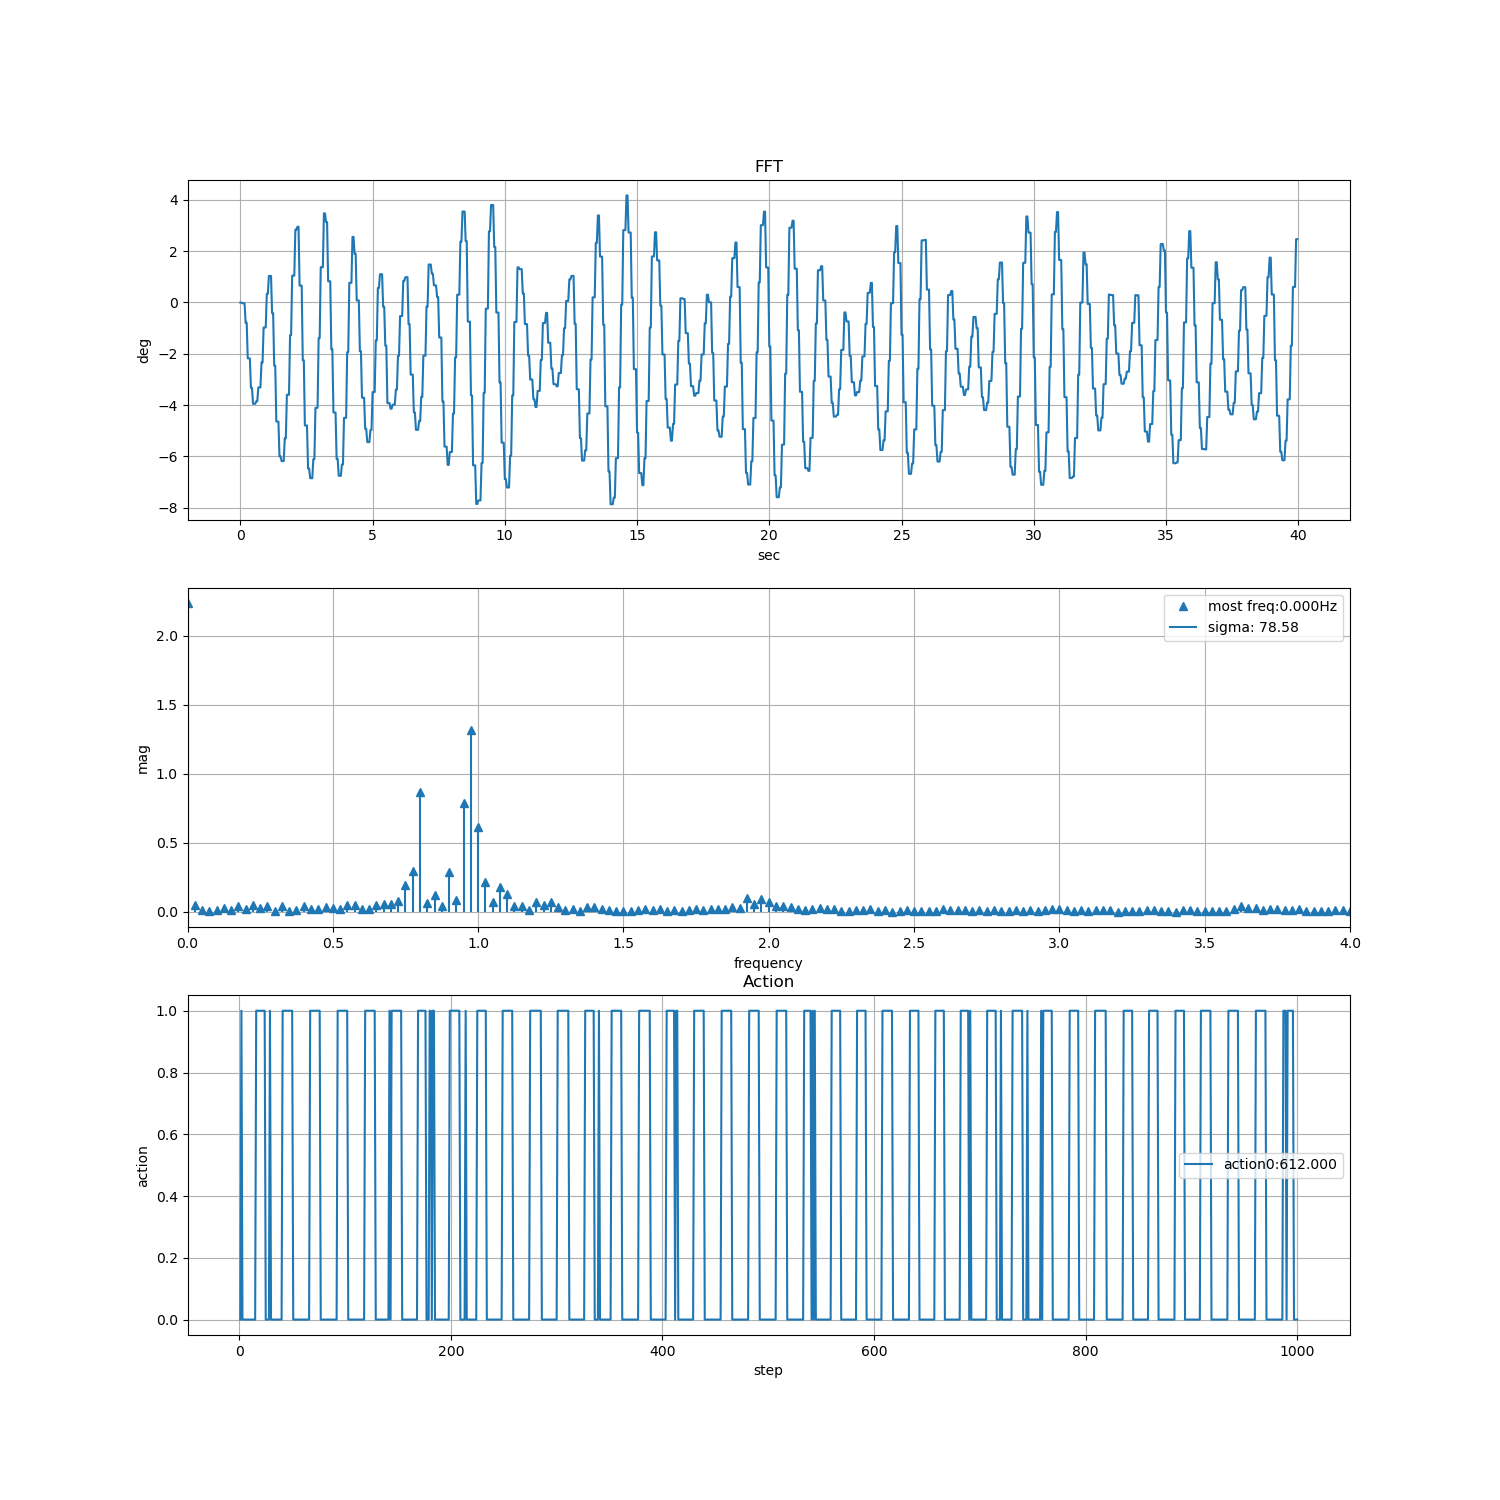 FFT
4
2
0
−2
−4
−6
−8
deg
0 5 10 15 20 25 30 35 40
sec
most freq:0.000Hz
sigma: 78.58
2.0
1.5
1.0
0.5
0.0
mag
0.0 0.5 1.0 1.5 2.0 2.5 3.0 3.5 4.0
frequency
Action
1.0
0.8
0.6
0.4
0.2
0.0
action
action0:612.000
0 200 400 600 800 1000
step